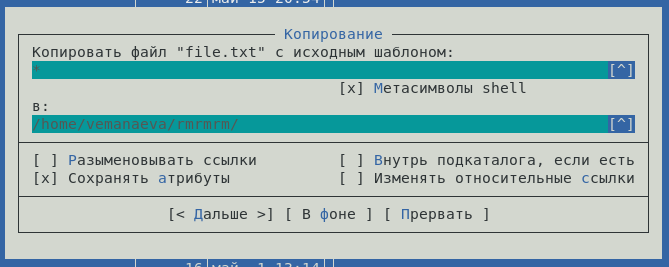 Копирование
Копировать файл "file.txt" с исходным шаблоном:
* [^]
[x] Метасимволы shell
в:
/home/vemanaeva/rmrmrm/ [^]
[ ] Разыменовывать ссылки [ ] Внутрь подкаталога, если есть
[x] Сохранять атрибуты [ ] Изменять относительные ссылки
[< Дальше >] [ В фоне ] [ Прервать ]